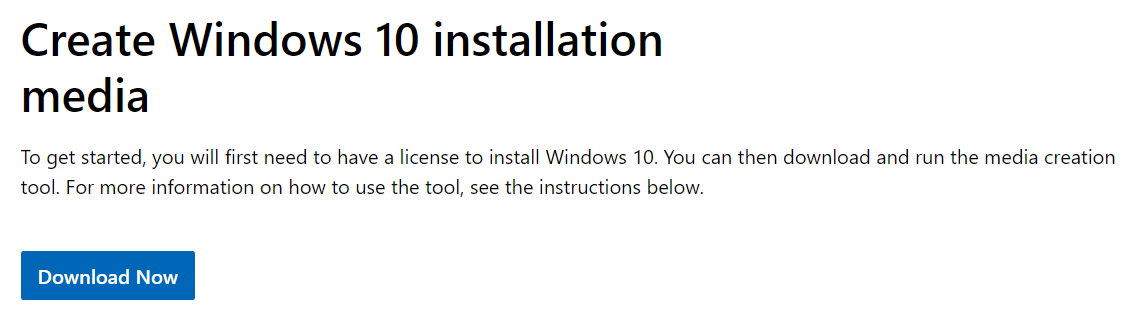 Create Windows 10 installation
media
To get started, you will first need to have a license to install Windows 10. You can then download and run the media creation
tool. For more information on how to use the tool, see the instructions below.
Download Now